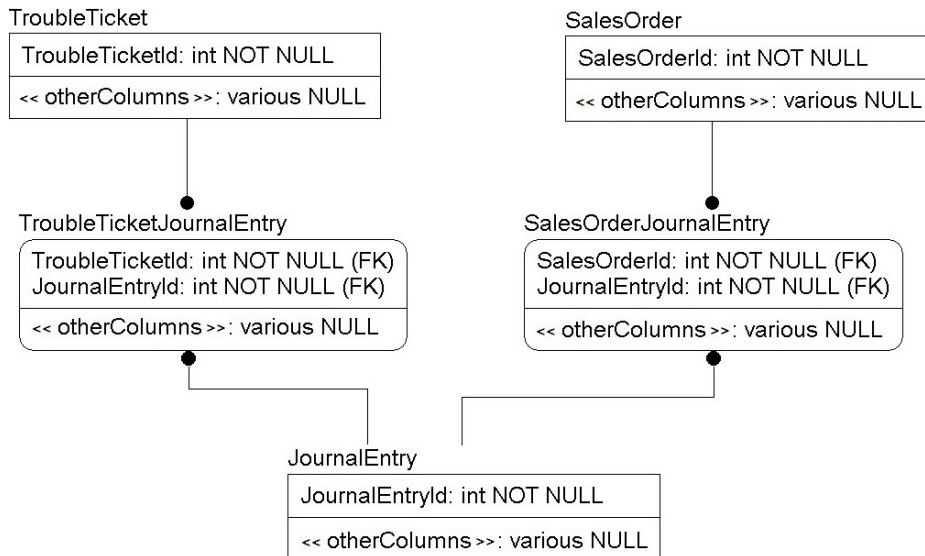 TroubleTicket
TroubleTicketId: int NOT NULL
<< otherColumns >>: various NULL
SalesOrder
SalesOrderId: int NOT NULL
<< otherColumns >>: various NULL
TroubleTicketJournalEntry
TroubleTicketId: int NOT NULL (FK)
JournalEntryId: int NOT NULL (FK)
<< otherColumns >>: various NULL
SalesOrderJournalEntry
SalesOrderId: int NOT NULL (FK)
JournalEntryId: int NOT NULL (FK)
<< otherColumns >>: various NULL
JournalEntry
JournalEntryId: int NOT NULL
<< otherColumns >>: various NULL